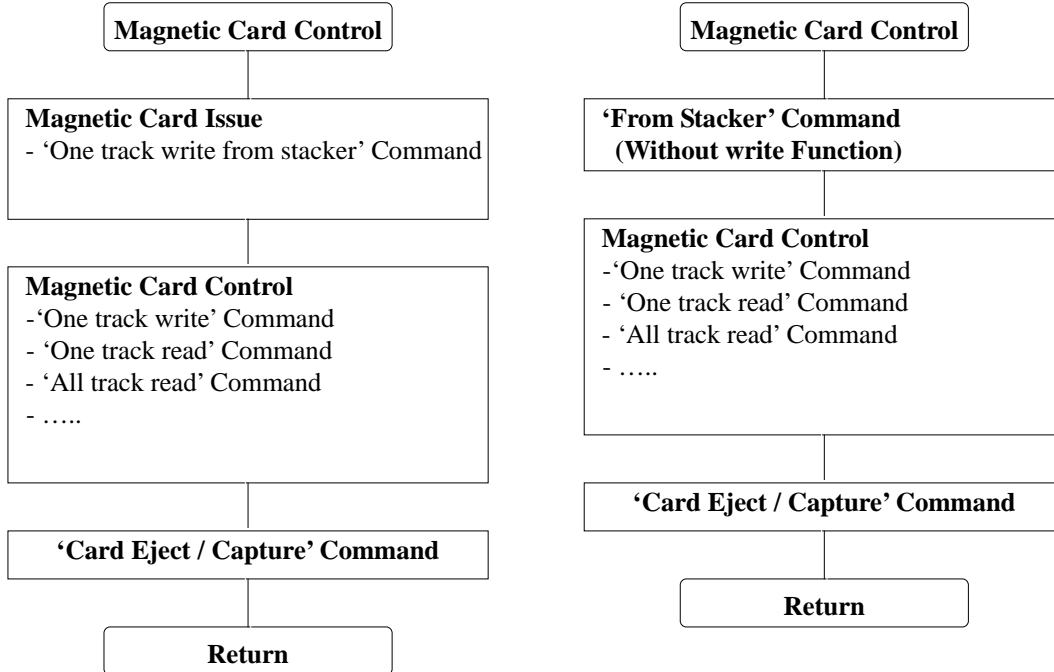 Magnetic Card Control
Magnetic Card Issue
- ‘One track write from stacker’ Command
Magnetic Card Control
-‘One track write’ Command
- ‘One track read’ Command
- ‘All track read’ Command
- …..
‘Card Eject / Capture’ Command
Return
Magnetic Card Control
‘From Stacker’ Command
(Without write Function)
Magnetic Card Control
-‘One track write’ Command
- ‘One track read’ Command
- ‘All track read’ Command
- …..
‘Card Eject / Capture’ Command
Return